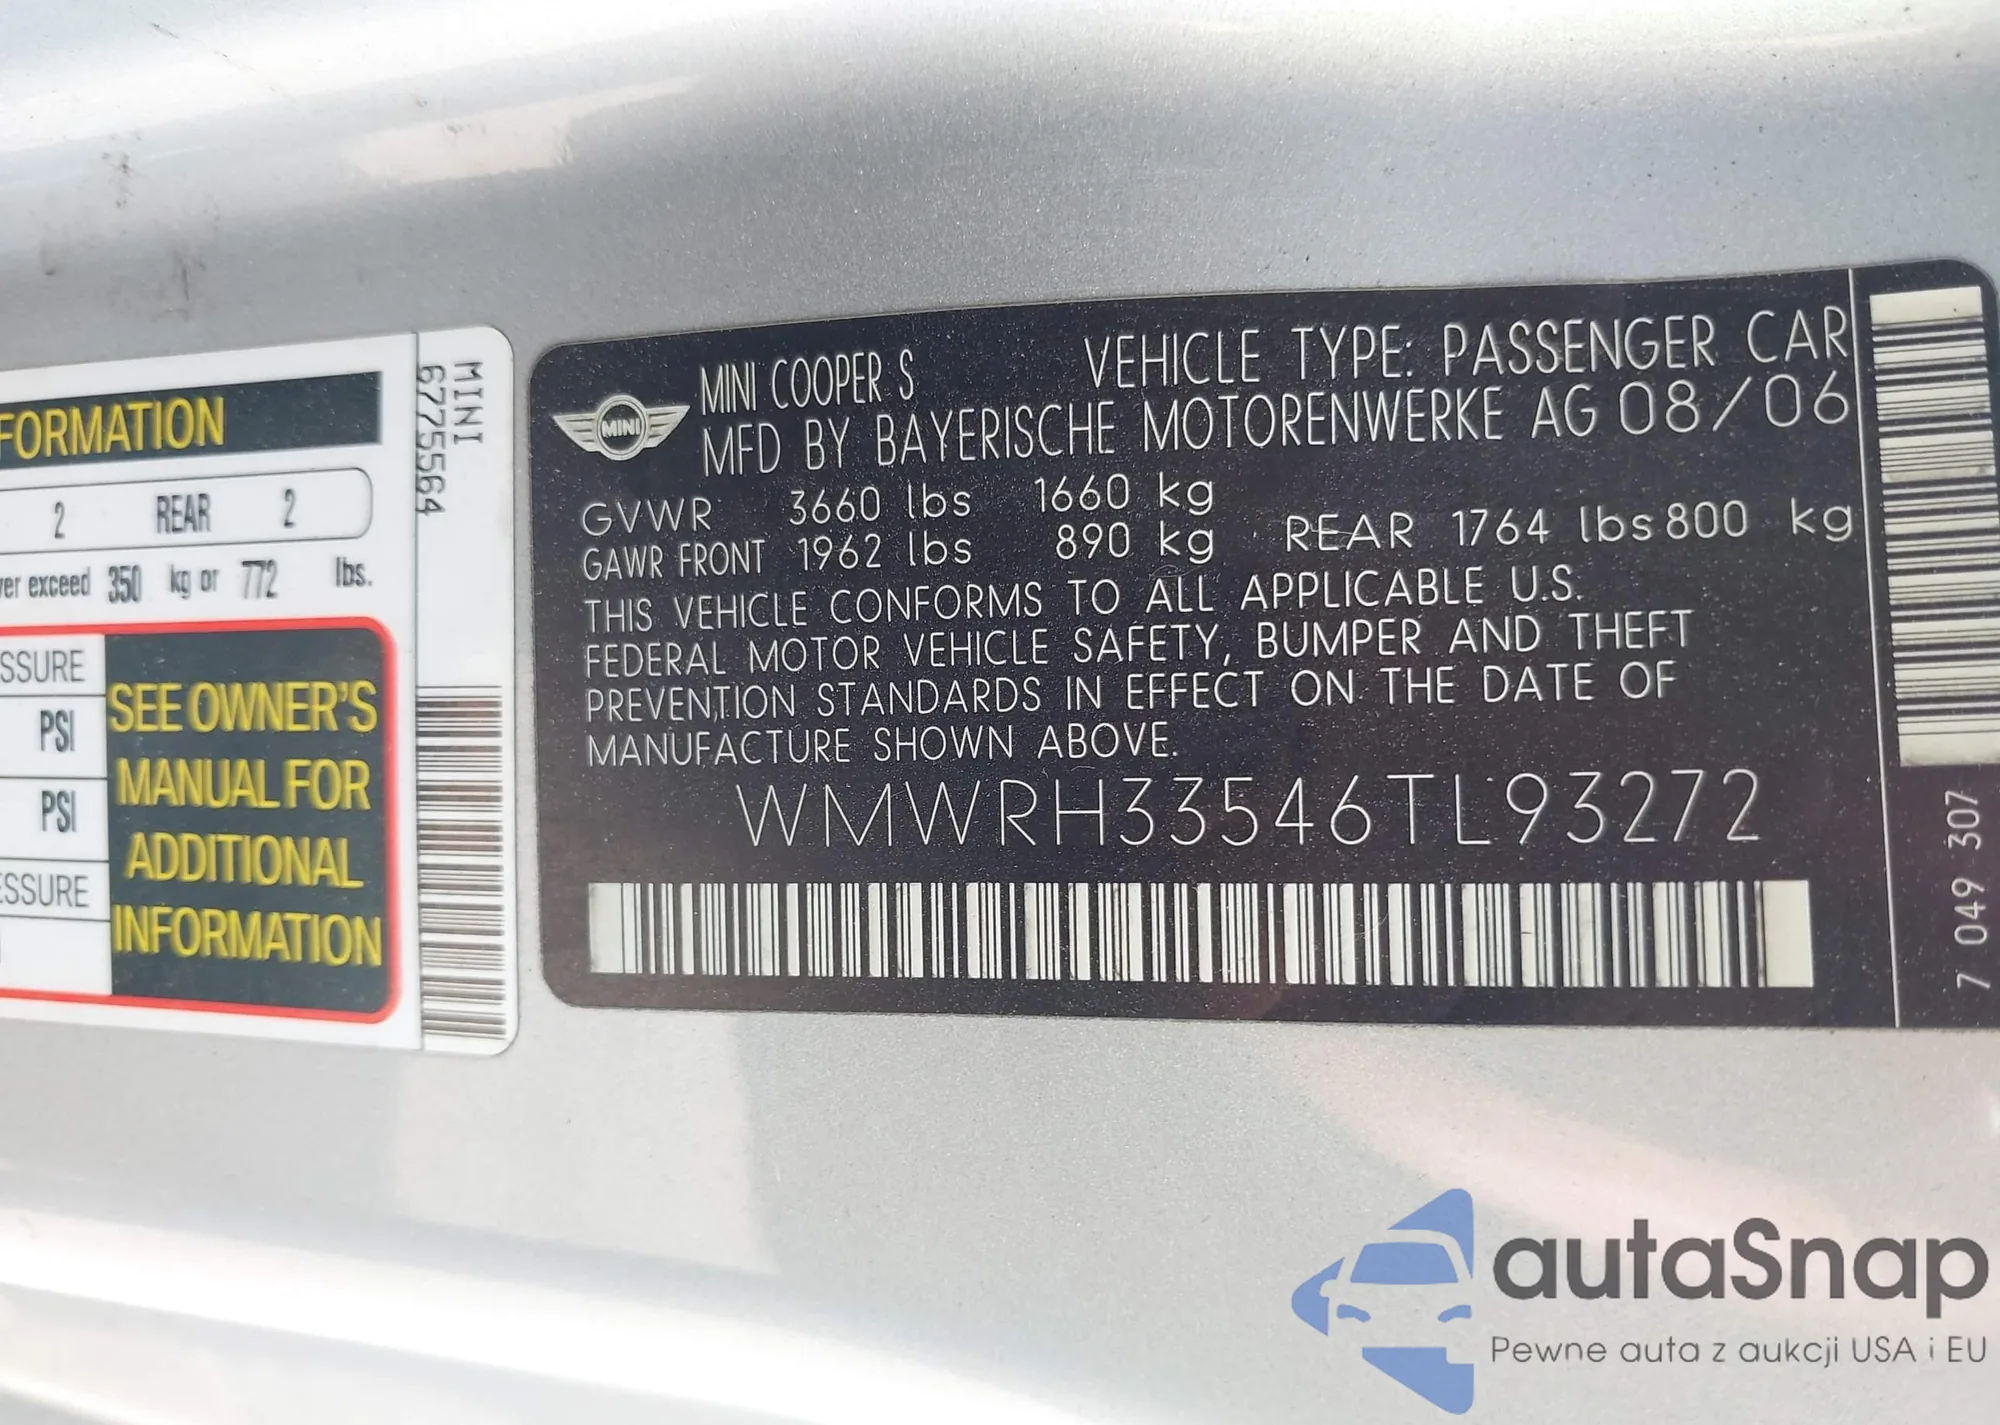 FORMATION
2 REAR 2
ver exceed 350 kg or 772 lbs.
SSURE
PSI
PSI
ESSURE
SEE OWNER'S
MANUAL FOR
ADDITIONAL
INFORMATION
MINI
6775564
MINI
MINI COOPER S VEHICLE TYPE: PASSENGER CAR
MFD BY BAYERISCHE MOTORENWERKE AG 08/06
GVWR 3660 lbs 1660 kg
GAWR FRONT 1962 lbs 890 kg REAR 1764 lbs 800 kg
THIS VEHICLE CONFORMS TO ALL APPLICABLE U.S.
FEDERAL MOTOR VEHICLE SAFETY, BUMPER AND THEFT
PREVENTION STANDARDS IN EFFECT ON THE DATE OF
MANUFACTURE SHOWN ABOVE.
WMWRH33546TL93272
7 049 307
autaSnap
Pewne auta z aukcji USA i EU